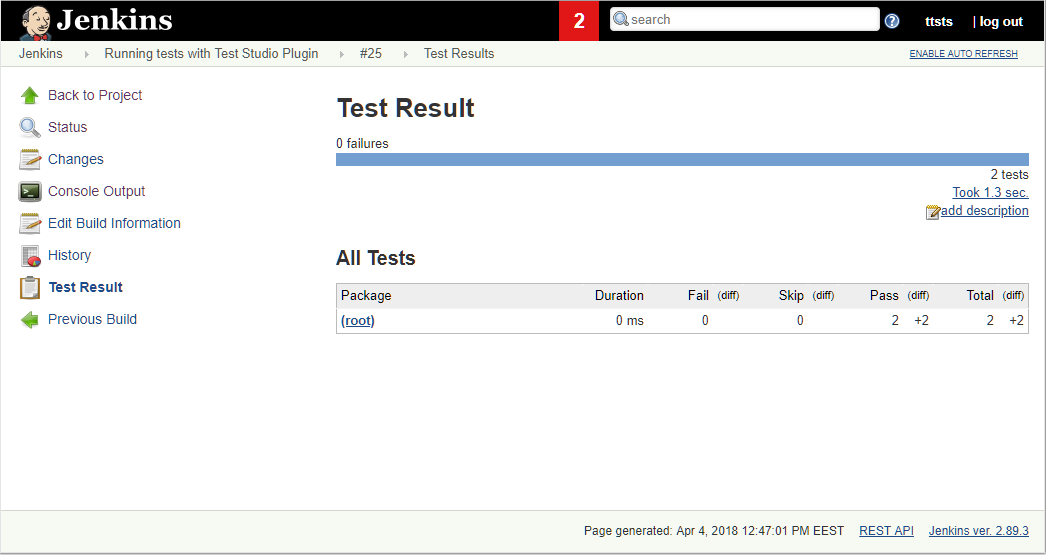 Jenkins 2 search ttsts | log out
Jenkins Running tests with Test Studio Plugin #25 Test Results ENABLE AUTO REFRESH
Back to Project
Status
Changes
Console Output
Edit Build Information
History
Test Result
Previous Build
Test Result
0 failures
2 tests
Took 1.3 sec.
add description
All Tests
Package Duration Fail (diff) Skip (diff) Pass (diff) Total (diff)
(root) 0 ms 0 0 2 +2 2 +2
Page generated: Apr 4, 2018 12:47:01 PM EEST REST API Jenkins ver. 2.89.3